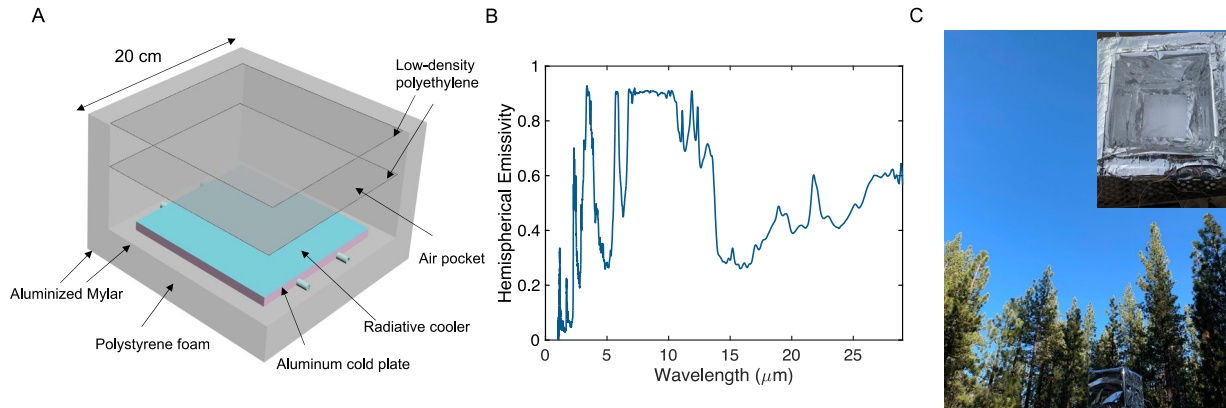 A
20 cm
Low-density
polyethylene
Air pocket
Radiative cooler
Aluminum cold plate
Polystyrene foam
Aluminized Mylar
B
Hemispherical Emissivity
1
0.8
0.6
0.4
0.2
0
0 5 10 15 20 25
Wavelength (μm)
C